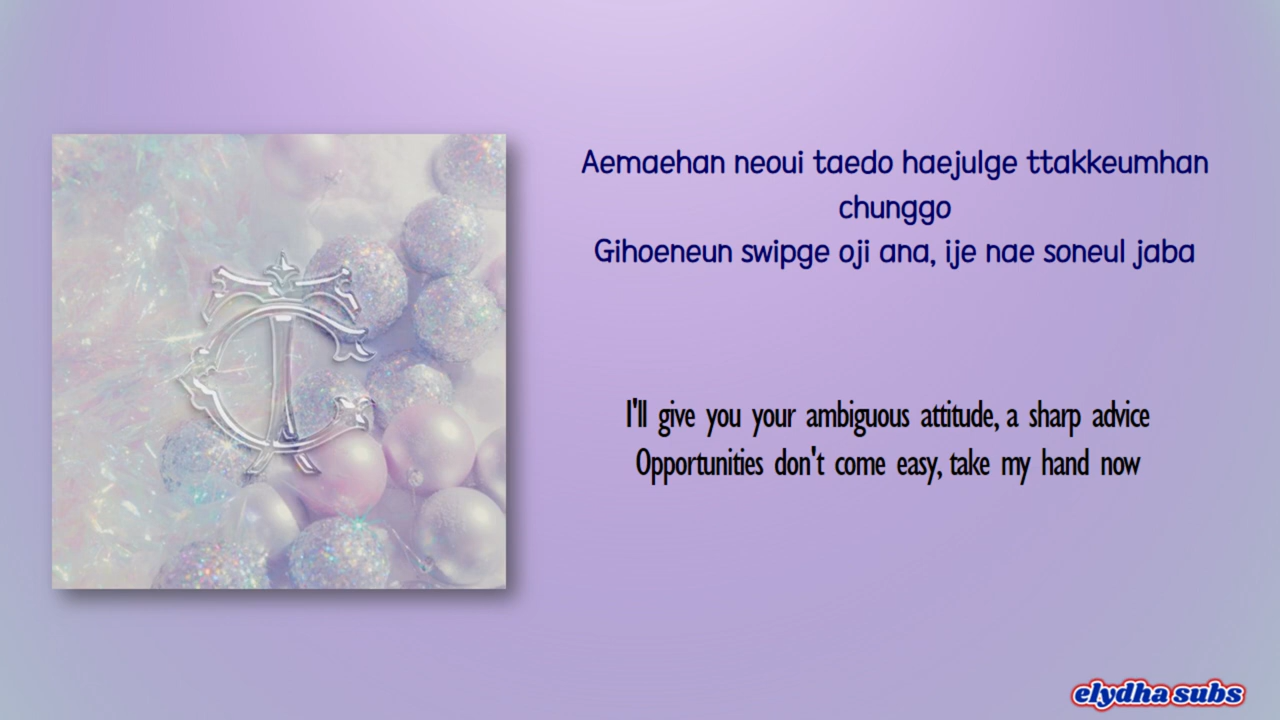 Aemaehan neoui taedo haejulge ttakkeumhan
chunggo
Gihoeneun swipge oji ana, ije nae soneul jaba
I'll give you your ambiguous attitude, a sharp advice
Opportunities don't come easy, take my hand now
elydha subs